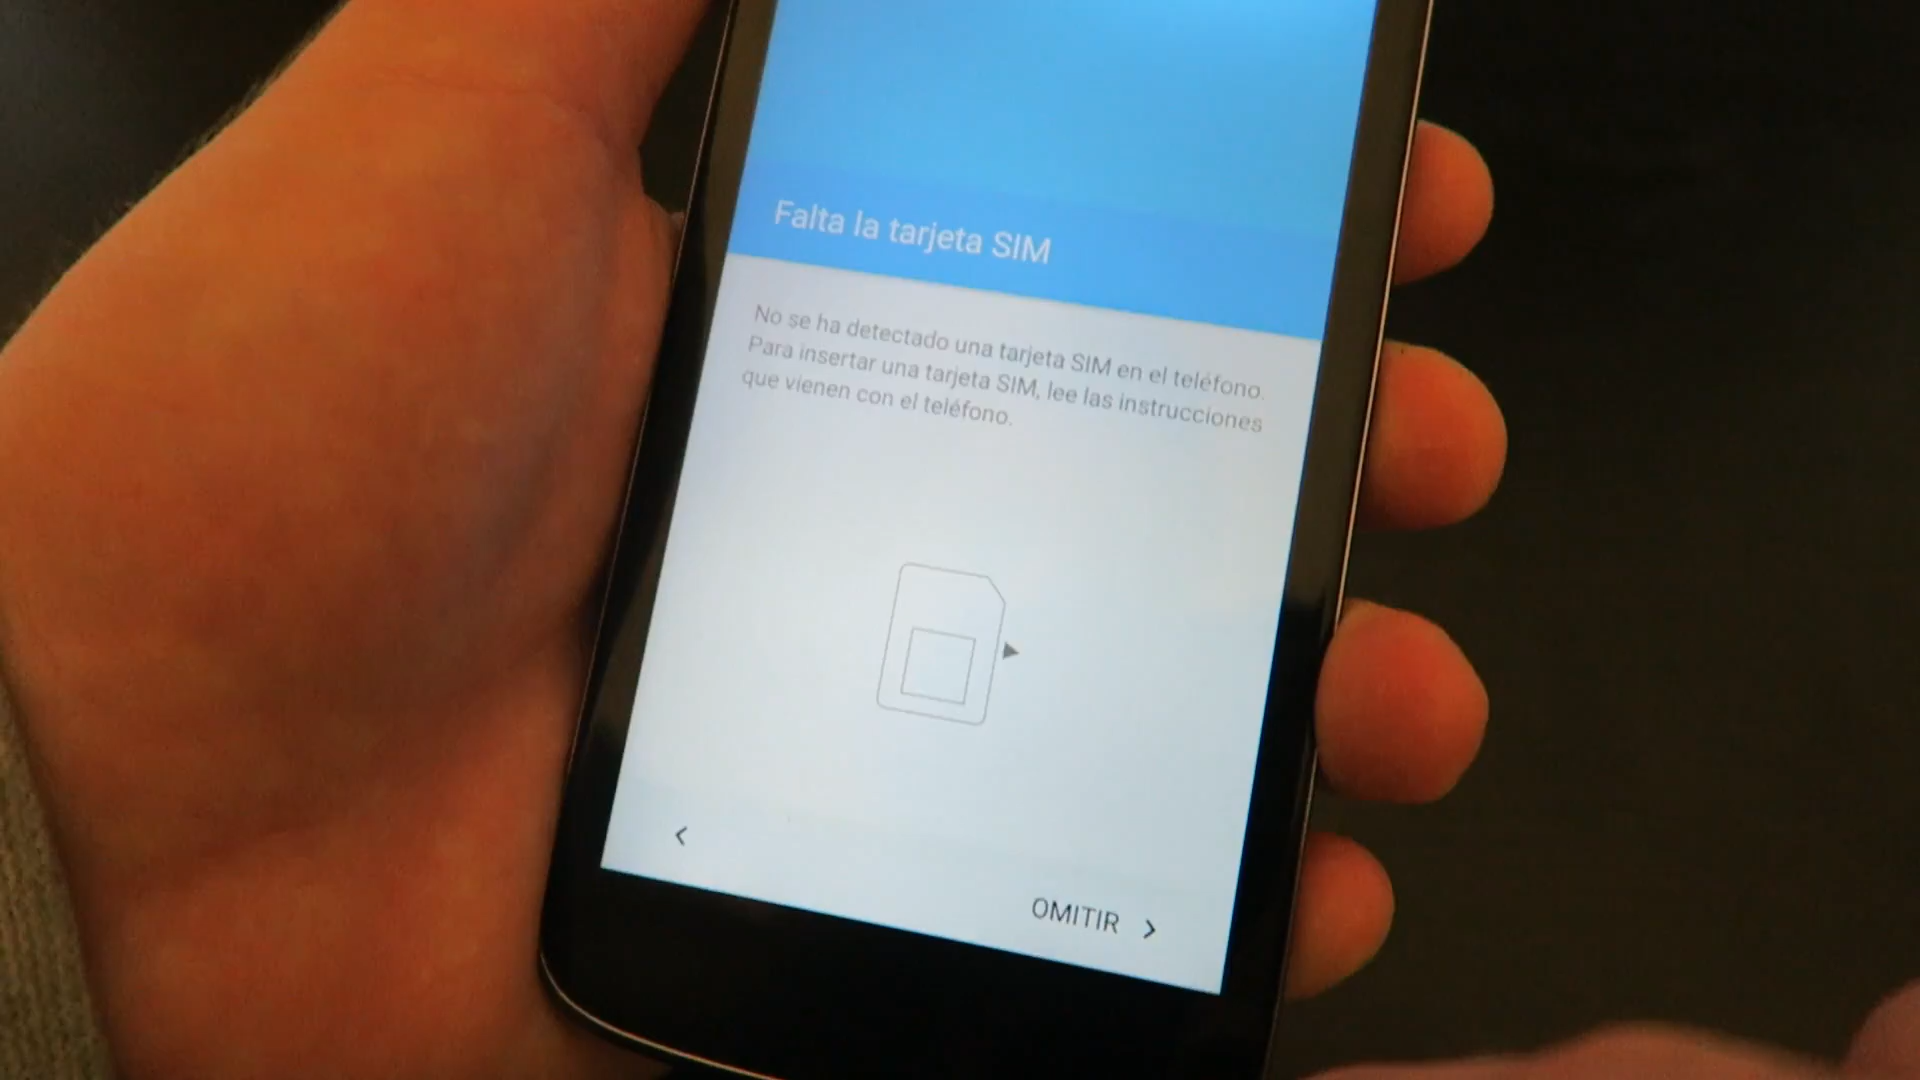 Falta la tarjeta SIM
No se ha detectado una tarjeta SIM en el teléfono.
Para insertar una tarjeta SIM, lee las instrucciones
que vienen con el teléfono.
OMITIR